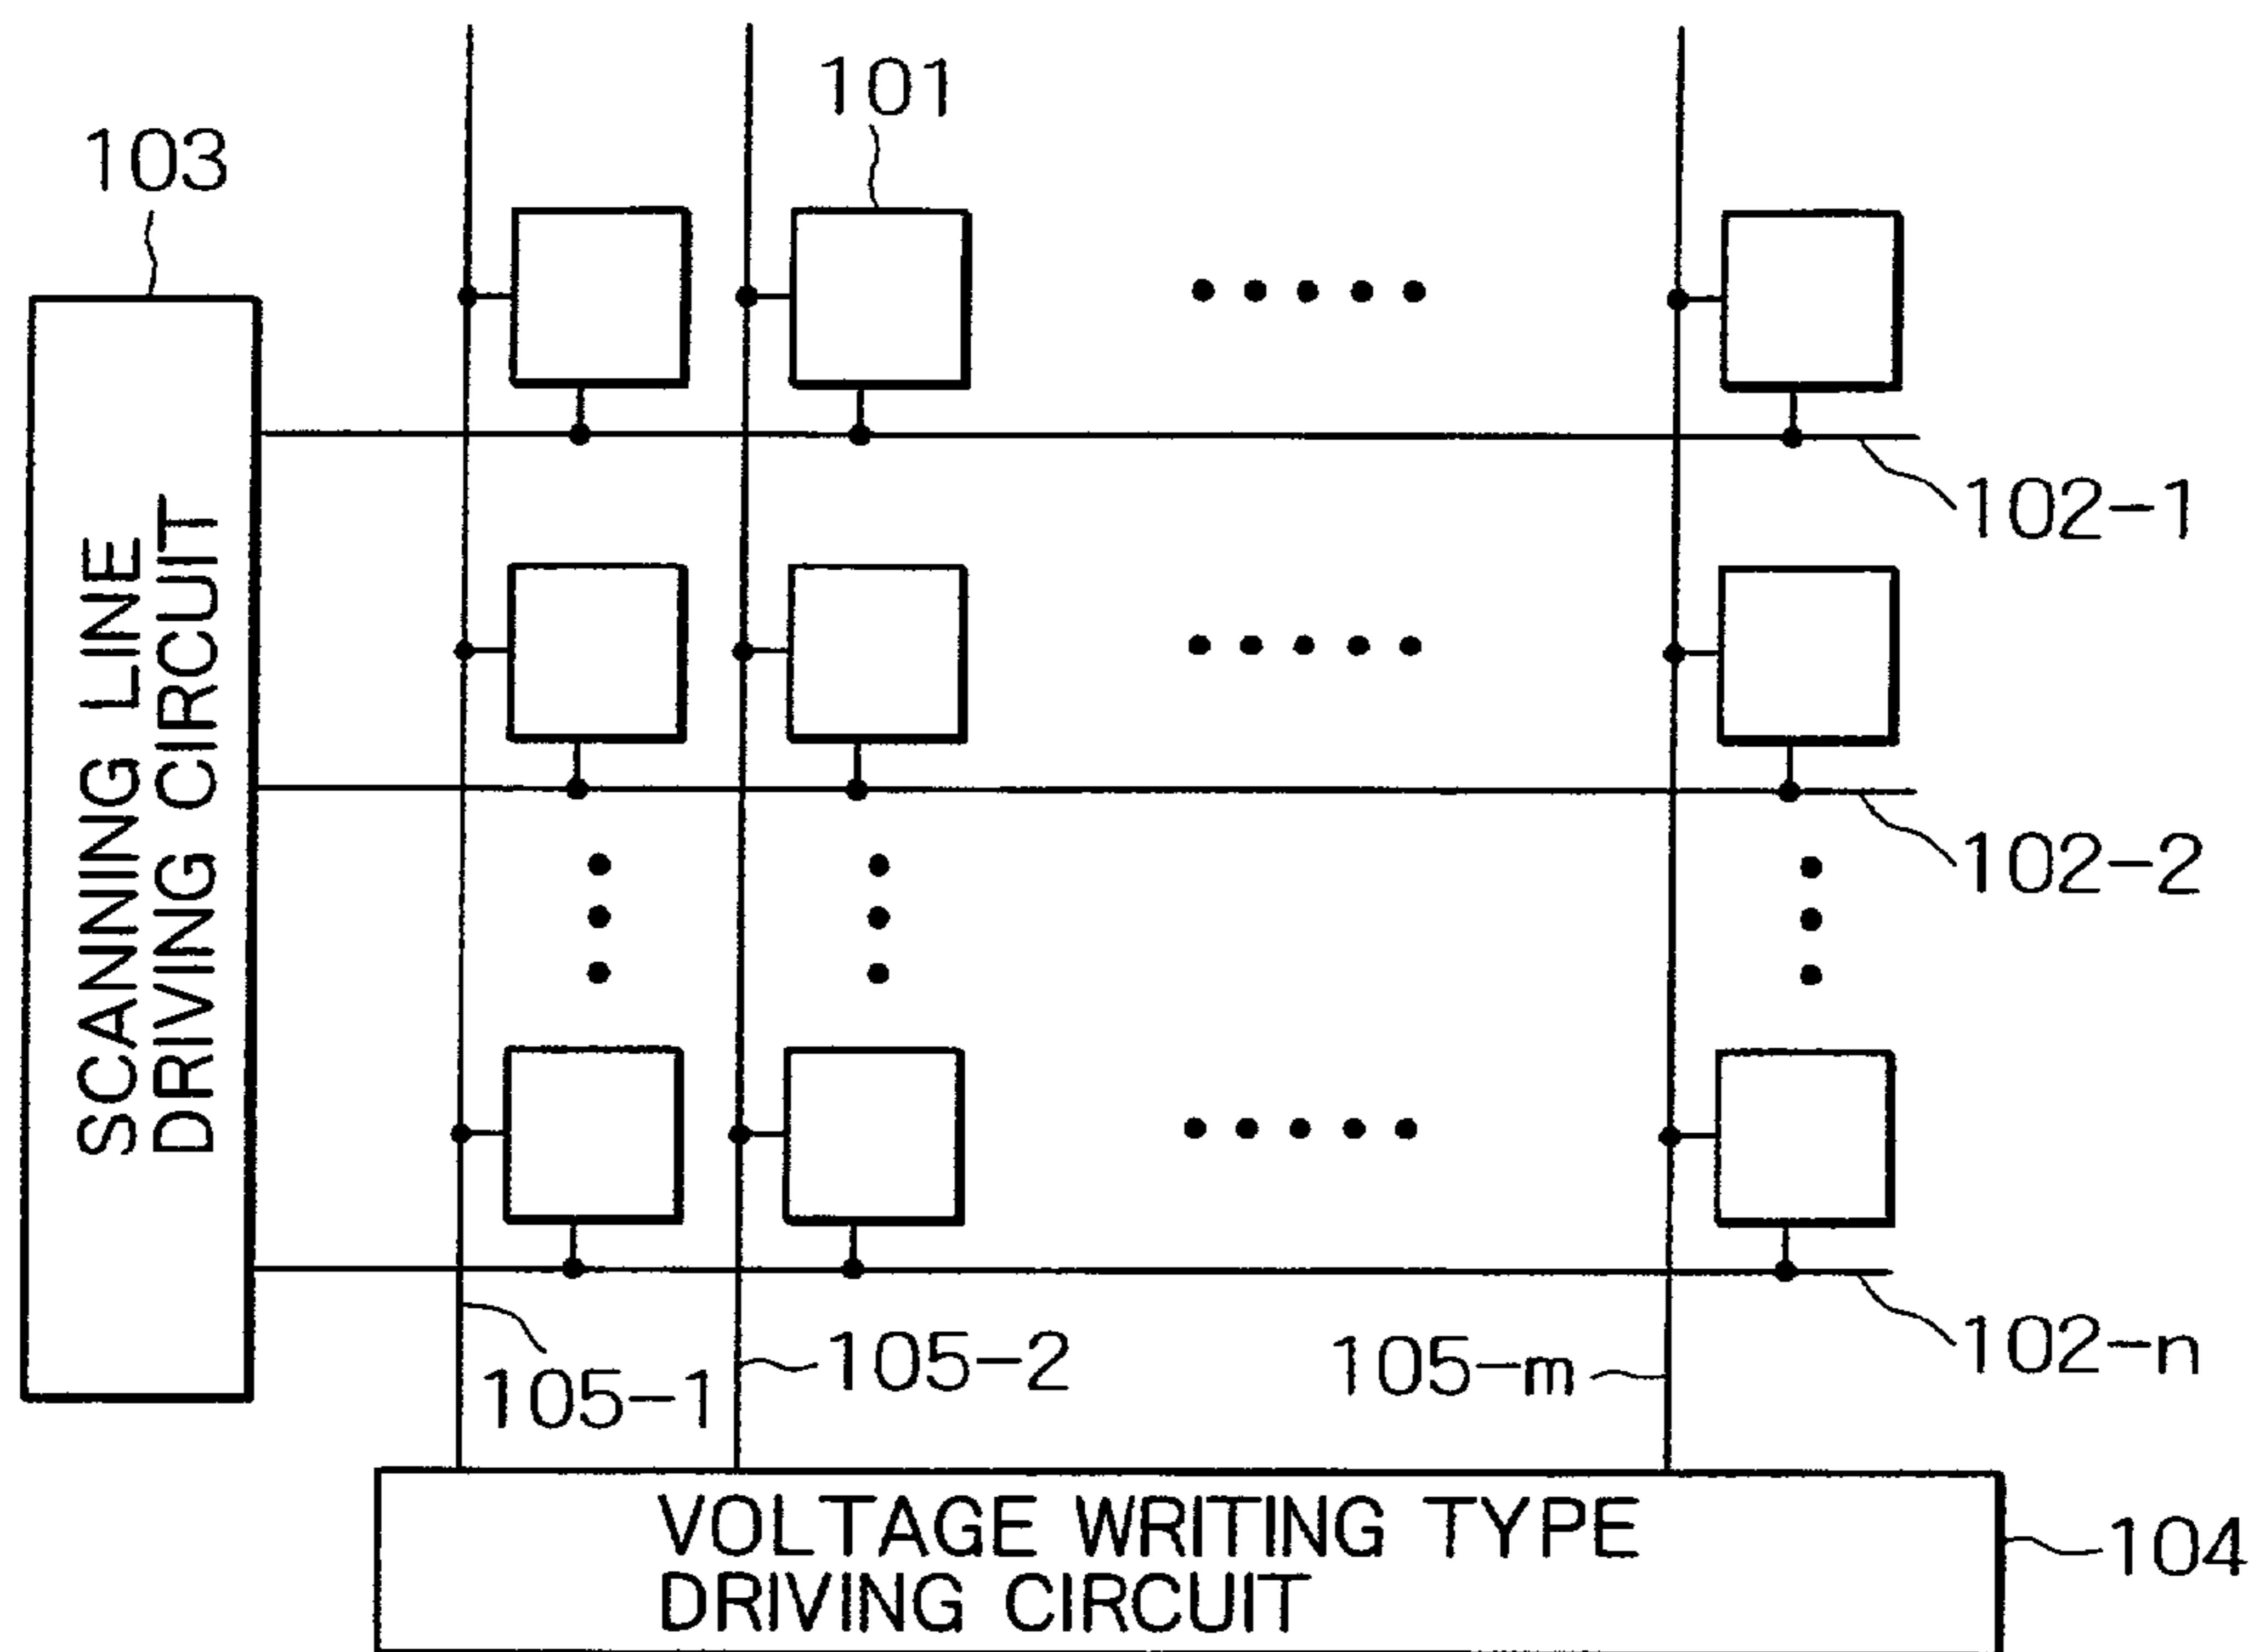 101
103
SCANNING LINE
DRIVING CIRCUIT
102-1
102-2
102-n
105-1
105-2
105-m
VOLTAGE WRITING TYPE
DRIVING CIRCUIT
104